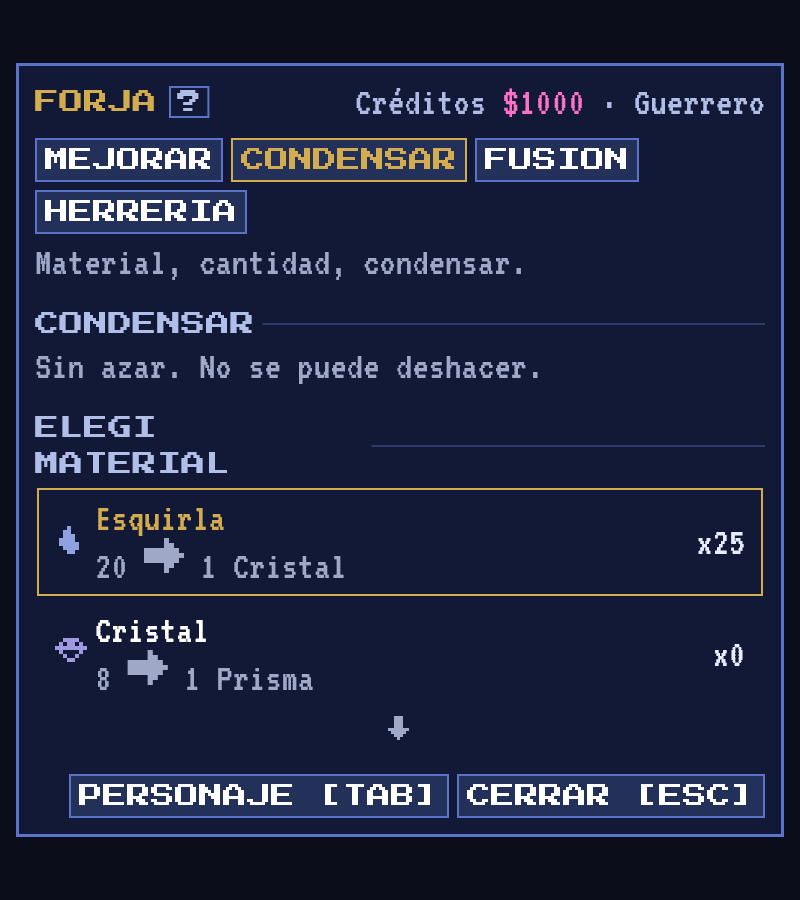 FORJA ? Créditos $1000 · Guerrero
MEJORAR CONDENSAR FUSION
HERRERIA
Material, cantidad, condensar.
CONDENSAR
Sin azar. No se puede deshacer.
ELEGI
MATERIAL
Esquirla
20 1 Cristal x25
Cristal
8 1 Prisma x0
PERSONAJE [TAB] CERRAR [ESC]